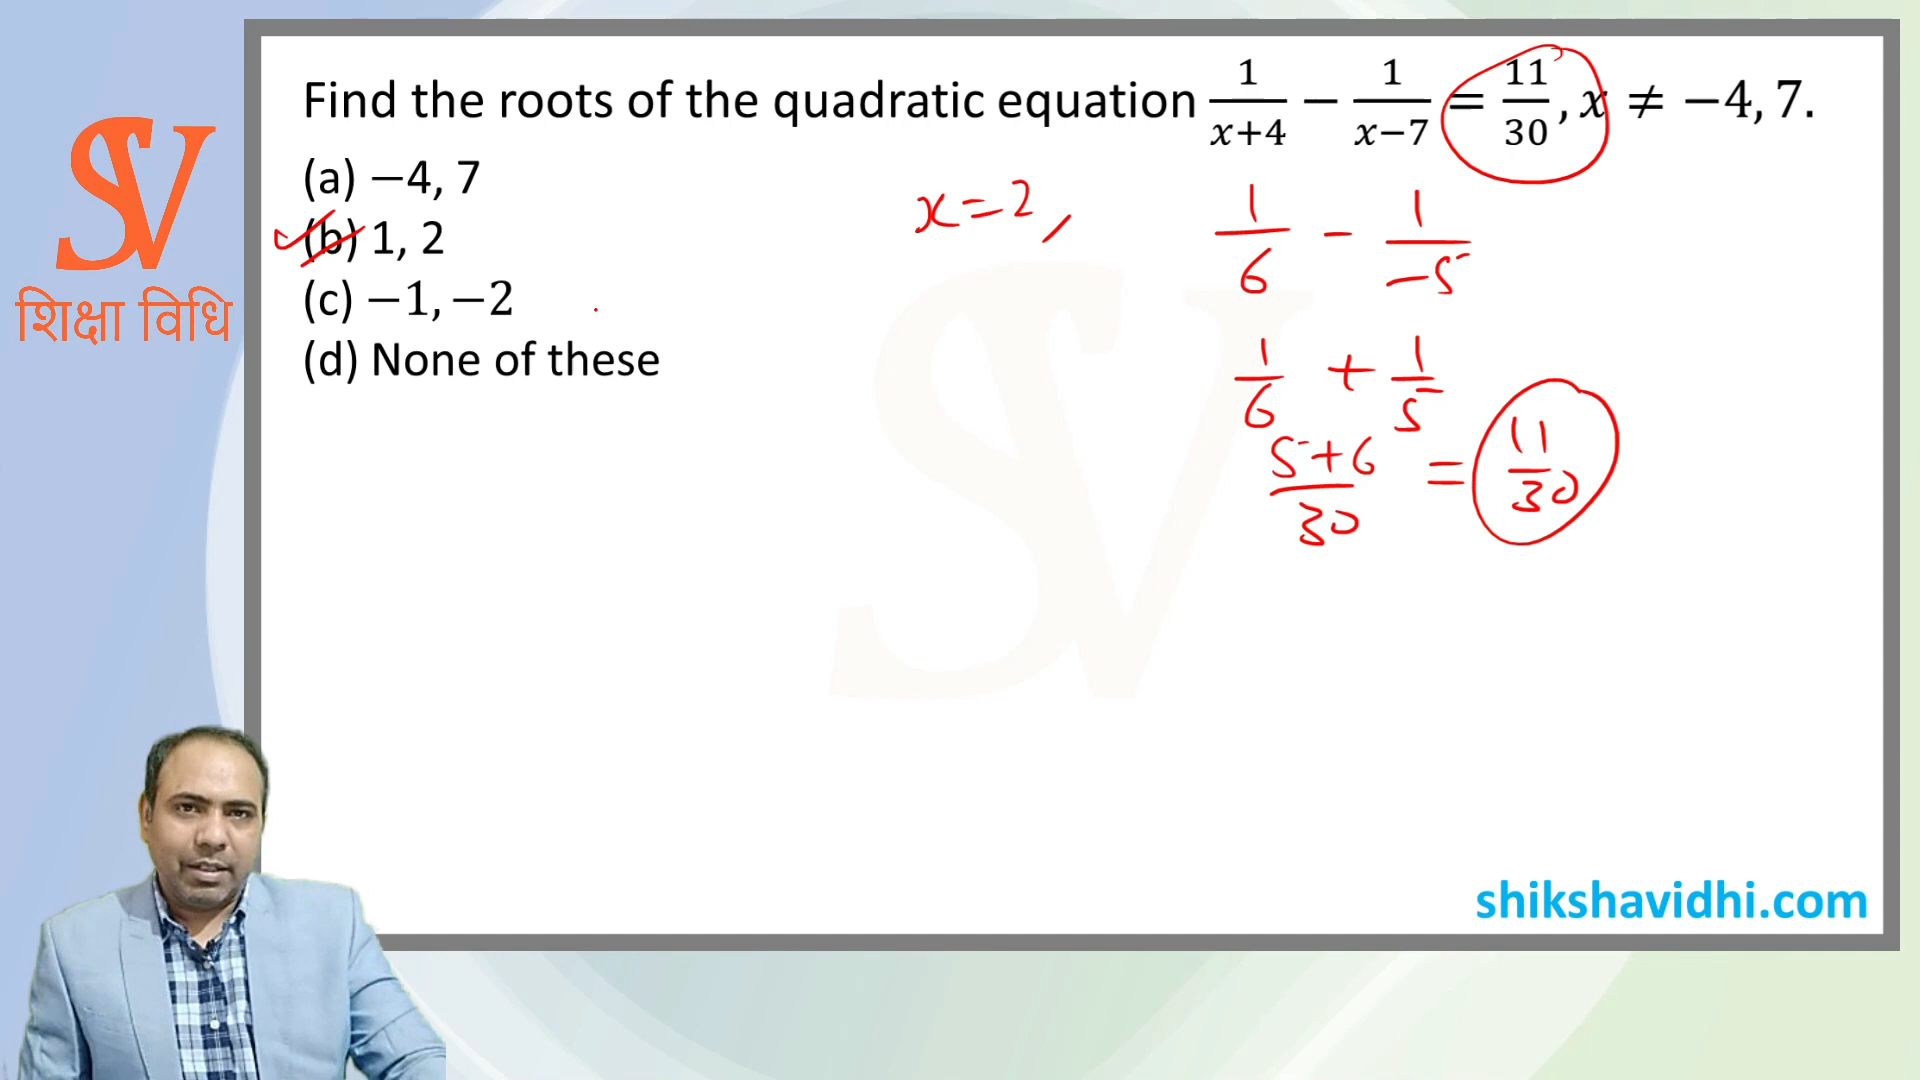 SV
शिक्षा विधि
Find the roots of the quadratic equation 1/(x+4) − 1/(x−7) = 11/30, x ≠ −4, 7.
(a) −4, 7
(b) 1, 2
(c) −1, −2
(d) None of these
x=2,
1/6 − 1/−5
1/6 + 1/5
5+6/30 = 11/30
shikshavidhi.com